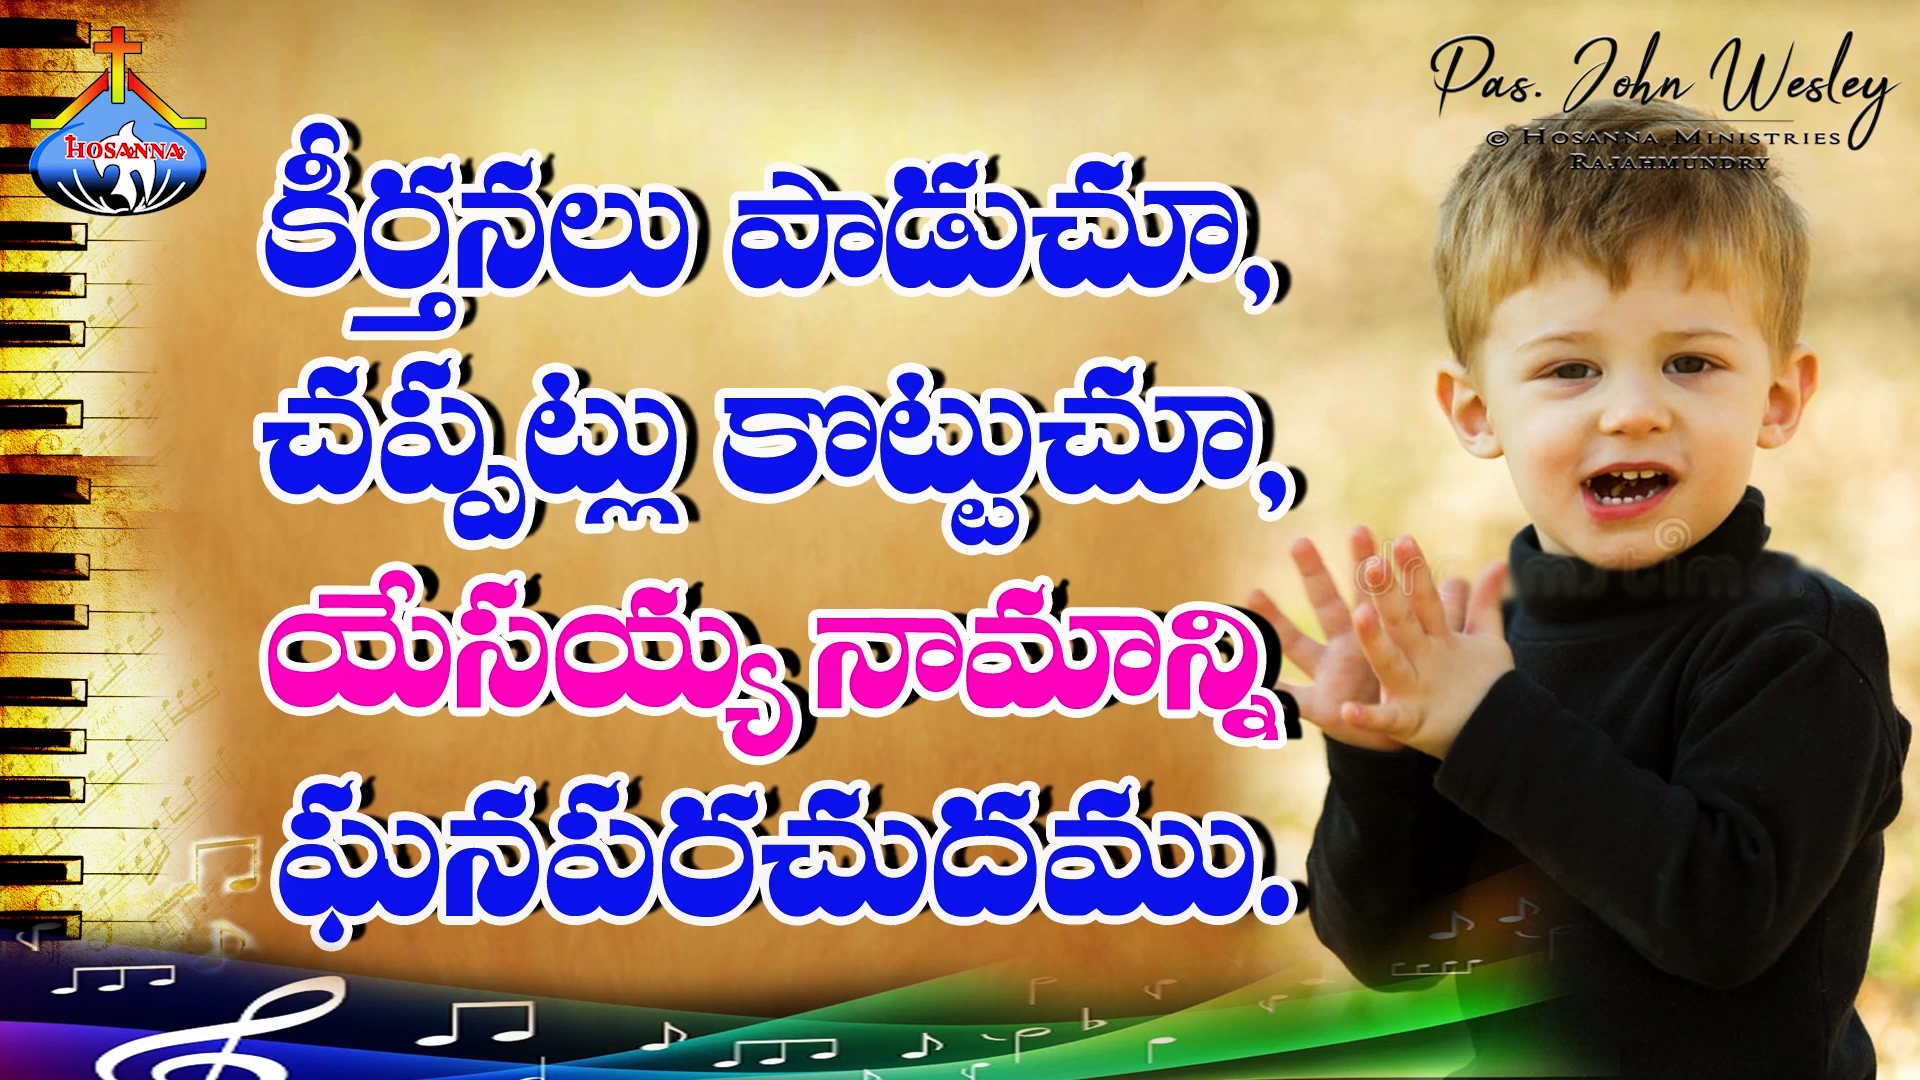 HOSANNA
Pas. John Wesley
© HOSANNA MINISTRIES
RAJAHMUNDRY
కీర్తనలు పాడుచూ,
చప్పట్లు కొట్టుచూ,
యేసయ్య నామాన్ని
ఘనపరచుదము.